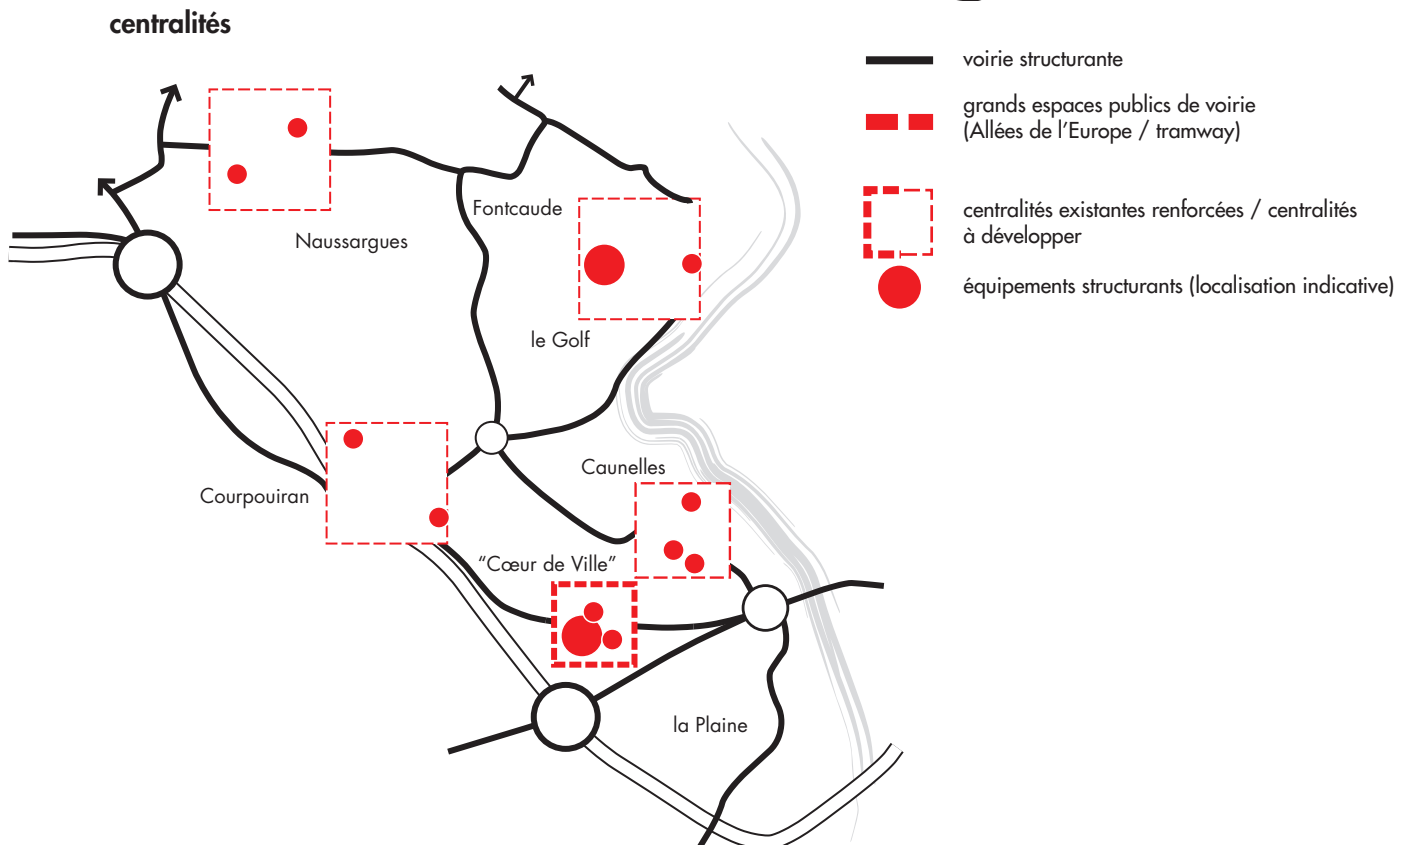 centralités
voirie structurante
grands espaces publics de voirie
(Allées de l'Europe / tramway)
centralités existantes renforcées / centralités
à développer
équipements structurants (localisation indicative)
Fontcaude
Naussargues
le Golf
Caunelles
Courpouiran
“Cœur de Ville”
la Plaine